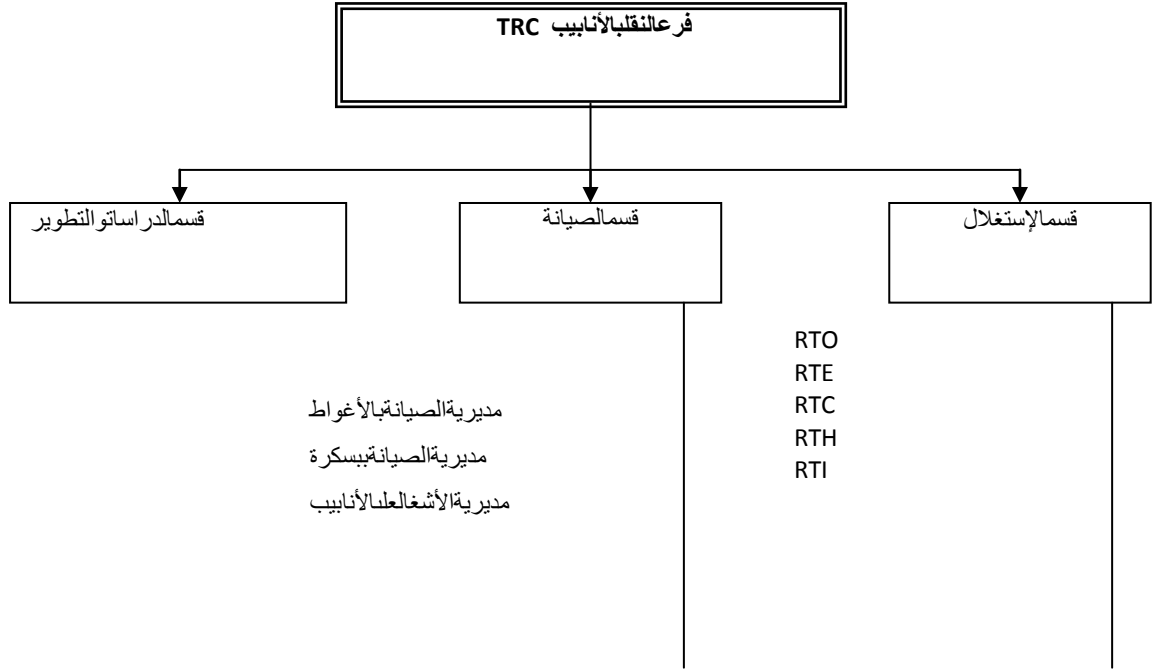 فرعالنقلبالأنابيب TRC
قسمالإستغلال
قسمالصيانة
قسمالدراساتوالتطوير
RTO
RTE
RTC
RTH
RTI
مديريةالصيانةبالأغواط
مديريةالصيانةببسكرة
مديريةالأشغالعلىالأنابيب